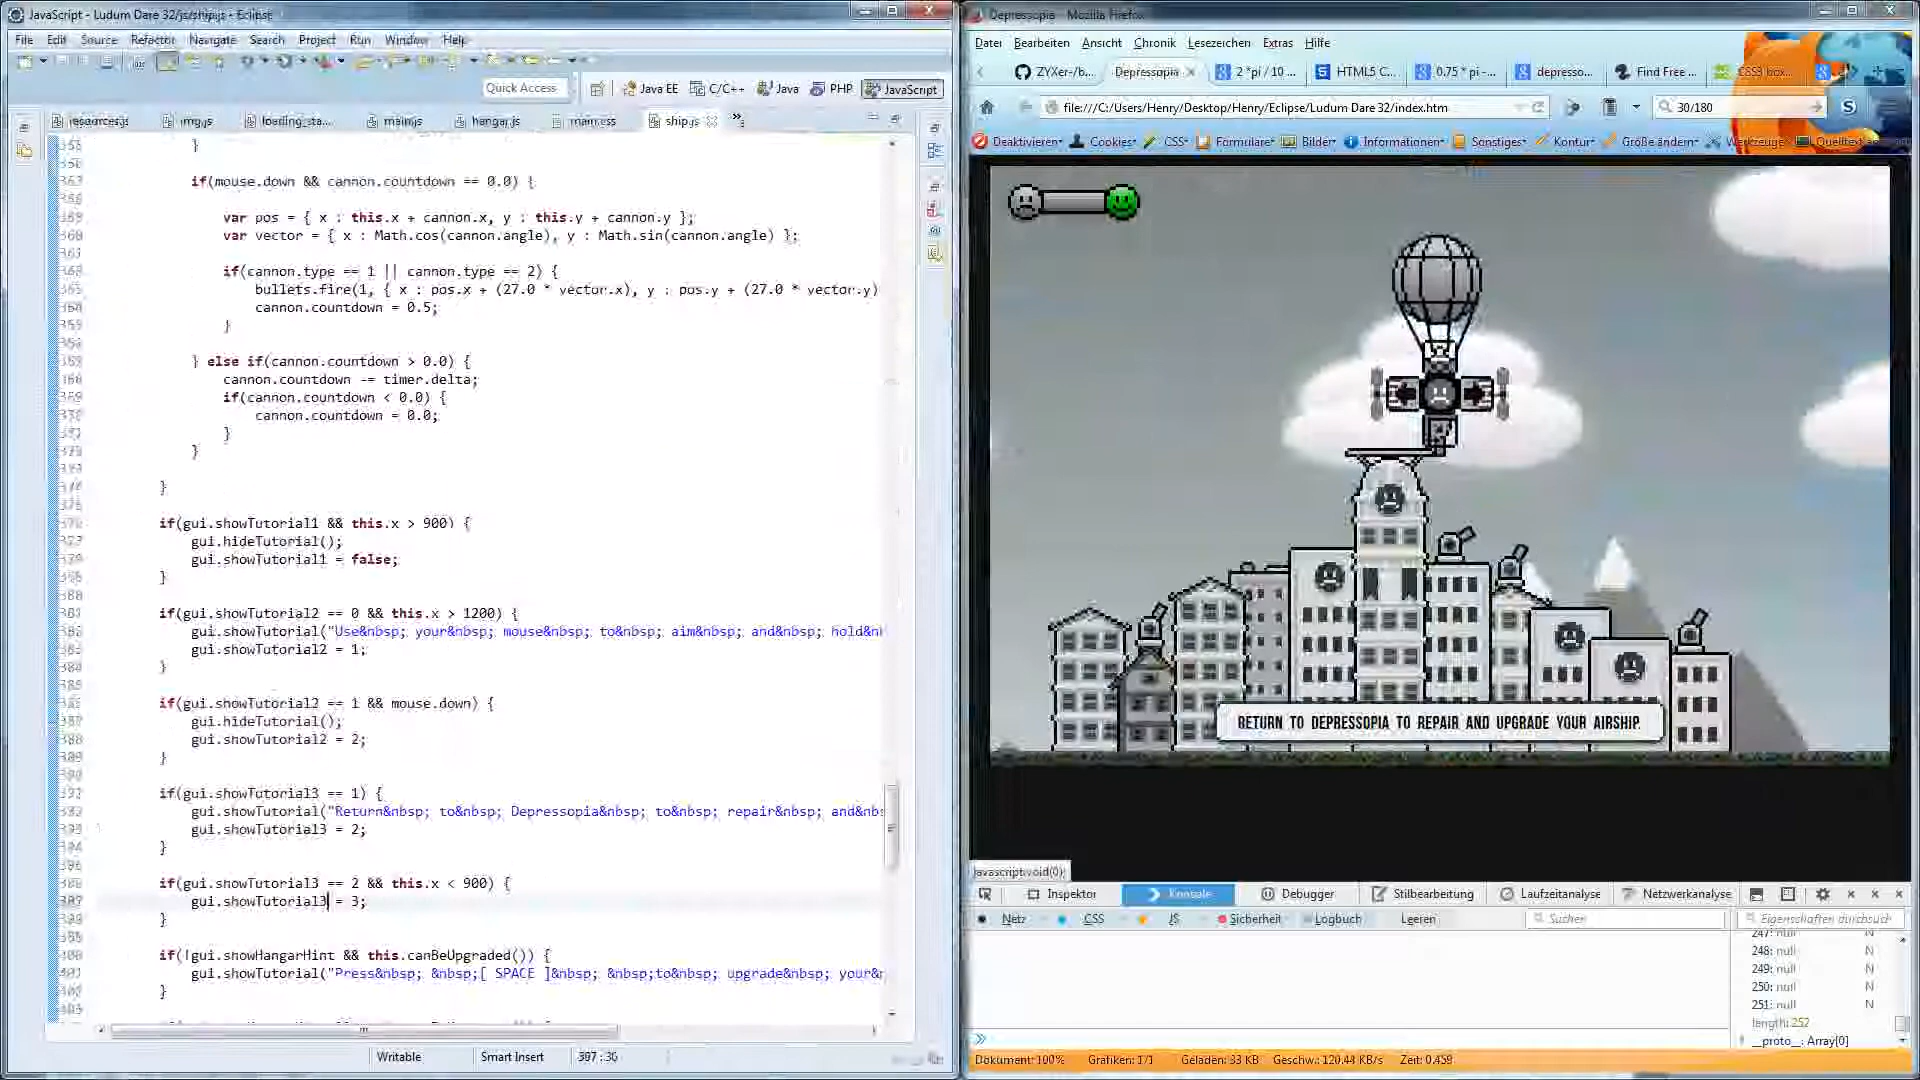 JavaScript - Ludum Dare 32/js/ship.js - Eclipse
File Edit Source Refactor Navigate Search Project Run Window Help
Quick Access
Java EE
C/C++
Java
PHP
JavaScript
resources.js
img.js
loading_sta...
main.js
hangar.js
main.css
ship.js
}
if(mouse.down && cannon.countdown == 0.0) {
var pos = { x : this.x + cannon.x, y : this.y + cannon.y };
var vector = { x : Math.cos(cannon.angle), y : Math.sin(cannon.angle) };
if(cannon.type == 1 || cannon.type == 2) {
bullets.fire(1, { x : pos.x + (27.0 * vector.x), y : pos.y + (27.0 * vector.y)
cannon.countdown = 0.5;
}
} else if(cannon.countdown > 0.0) {
cannon.countdown -= timer.delta;
if(cannon.countdown < 0.0) {
cannon.countdown = 0.0;
}
}
}
if(gui.showTutorial1 && this.x > 900) {
gui.hideTutorial();
gui.showTutorial1 = false;
}
if(gui.showTutorial2 == 0 && this.x > 1200) {
gui.showTutorial("Use&nbsp; your&nbsp; mouse&nbsp; to&nbsp; aim&nbsp; and&nbsp; hold&n
gui.showTutorial2 = 1;
}
if(gui.showTutorial2 == 1 && mouse.down) {
gui.hideTutorial();
gui.showTutorial2 = 2;
}
if(gui.showTutorial3 == 1) {
gui.showTutorial("Return&nbsp; to&nbsp; Depressopia&nbsp; to&nbsp; repair&nbsp; and&nb
gui.showTutorial3 = 2;
}
if(gui.showTutorial3 == 2 && this.x < 900) {
gui.showTutorial3 = 3;
}
if(!gui.showHangarHint && this.canBeUpgraded()) {
gui.showTutorial("Press&nbsp; &nbsp;[ SPACE ]&nbsp; &nbsp;to&nbsp; upgrade&nbsp; your&n
}
Writable
Smart Insert
397 : 30
Depressopia - Mozilla Firefox
Datei Bearbeiten Ansicht Chronik Lesezeichen Extras Hilfe
ZYXer-/b...
Depressopia
2 *pi / 10 ...
HTML5 C...
0.75 * pi -...
depresso...
Find Free ...
CSS3 box...
file:///C:/Users/Henry/Desktop/Henry/Eclipse/Ludum Dare 32/index.htm
30/180
Deaktivieren Cookies CSS Formulare Bilder Informationen Sonstiges Kontur Größe ändern Werkzeuge Quelltext
RETURN TO DEPRESSOPIA TO REPAIR AND UPGRADE YOUR AIRSHIP.
javascript:void(0);
Inspektor
Konsole
Debugger
Stilbearbeitung
Laufzeitanalyse
Netzwerkanalyse
Netz
CSS
JS
Sicherheit
Logbuch
Leeren
Suchen
Eigenschaften durchsuch
247: null N
248: null N
249: null N
250: null N
251: null N
length: 252
__proto__: Array[0]
Dokument: 100% Grafiken: 1/1 Geladen: 33 KB Geschw.: 120.44 KB/s Zeit: 0.459